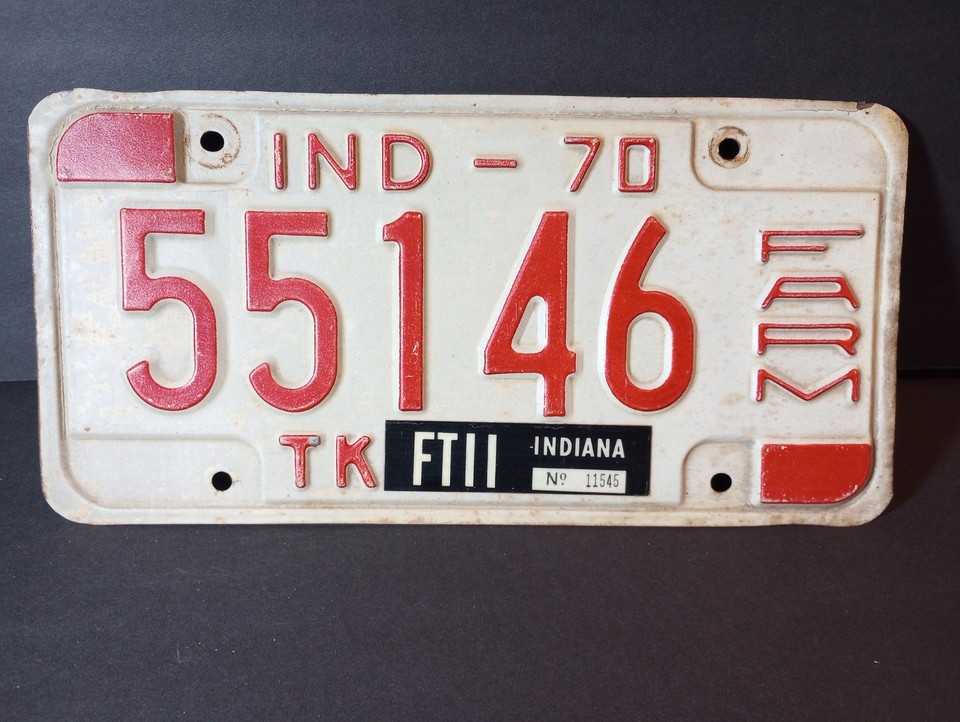 IND - 70
55146
FARM
TK FT11 INDIANA
Nº 11545